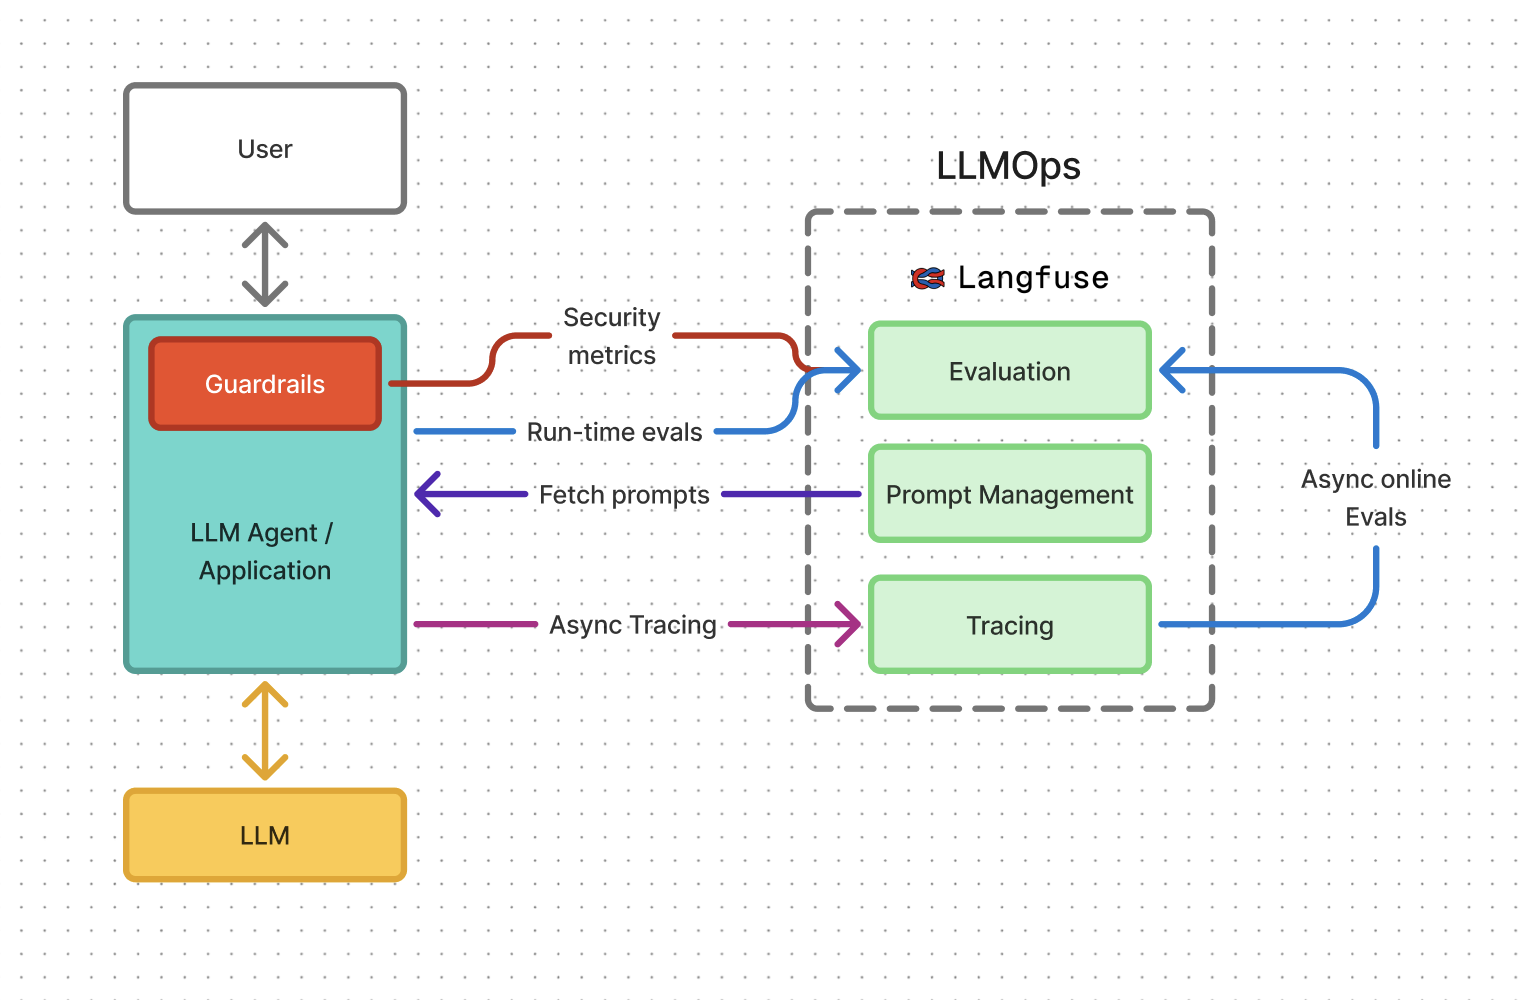 User
LLMOps
Langfuse
Security
metrics
Guardrails
Evaluation
Run-time evals
Fetch prompts
Prompt Management
Async online
Evals
LLM Agent /
Application
Async Tracing
Tracing
LLM